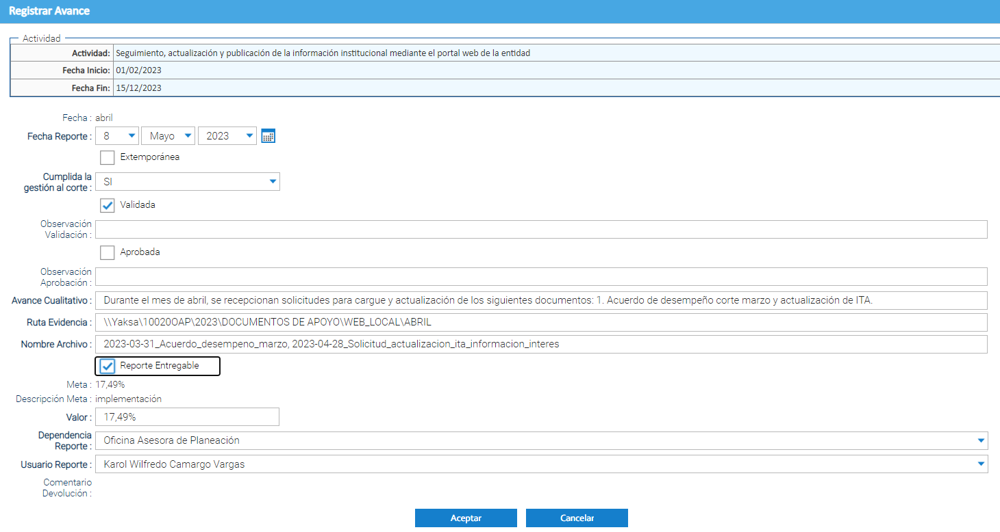 Registrar Avance
Actividad
Actividad: Seguimiento, actualización y publicación de la información institucional mediante el portal web de la entidad
Fecha Inicio: 01/02/2023
Fecha Fin: 15/12/2023
Fecha : abril
Fecha Reporte : 8 Mayo 2023
Extemporánea
Cumplida la
gestión al corte : SI
Validada
Observación
Validación :
Aprobada
Observación
Aprobación :
Avance Cualitativo : Durante el mes de abril, se recepcionan solicitudes para cargue y actualización de los siguientes documentos: 1. Acuerdo de desempeño corte marzo y actualización de ITA.
Ruta Evidencia : \\Yaksa\10020OAP\2023\DOCUMENTOS DE APOYO\WEB_LOCAL\ABRIL
Nombre Archivo : 2023-03-31_Acuerdo_desempeno_marzo, 2023-04-28_Solicitud_actualizacion_ita_informacion_interes
Reporte Entregable
Meta : 17,49%
Descripción Meta : implementación
Valor : 17,49%
Dependencia
Reporte : Oficina Asesora de Planeación
Usuario Reporte : Karol Wilfredo Camargo Vargas
Comentario
Devolución :
Aceptar Cancelar